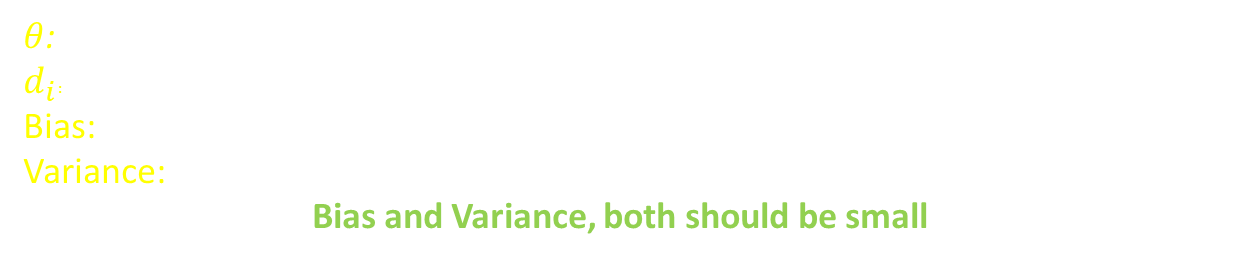 θ:
dᵢ:
Bias:
Variance:
Bias and Variance, both should be small